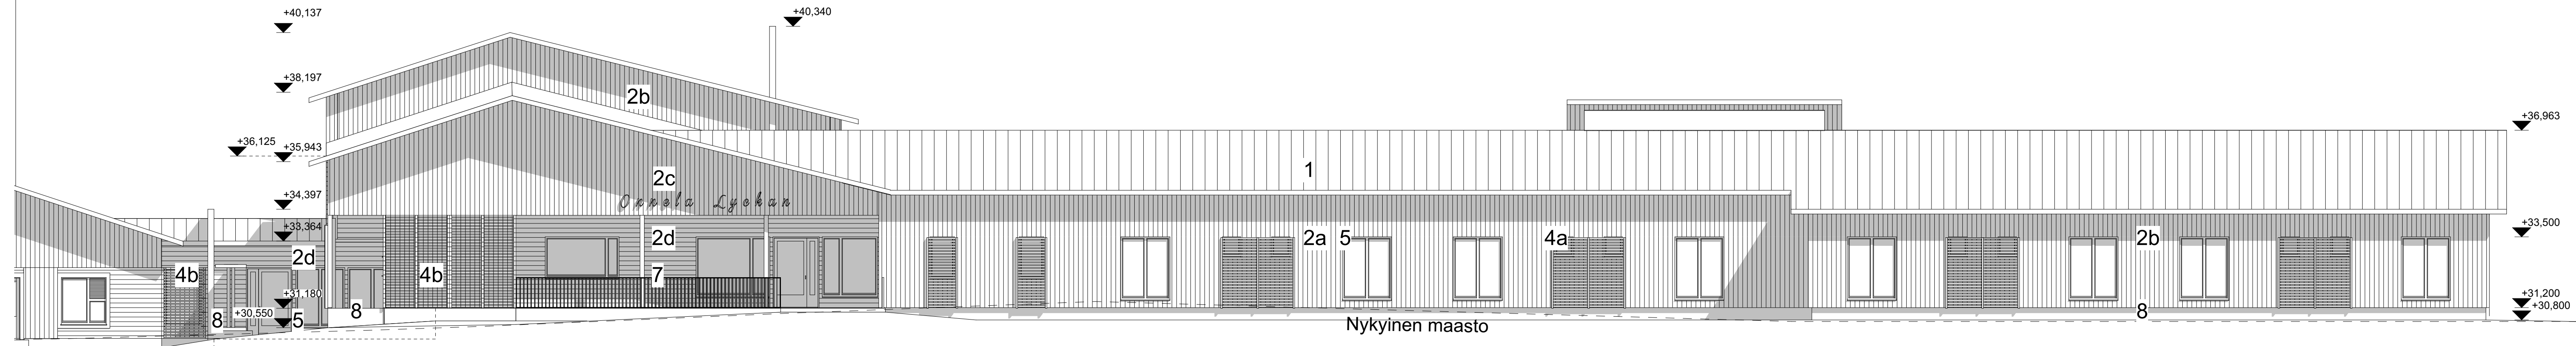 +40,137
+40,340
+38,197
2b
+36,963
+36,125
+35,943
1
2c
+34,397
Onnela Lyckan
+33,364
2d
2d
2a
5
4a
2b
+33,500
4b
4b
7
+31,180
+31,200
8
+30,550
5
8
8
+30,800
Nykyinen maasto